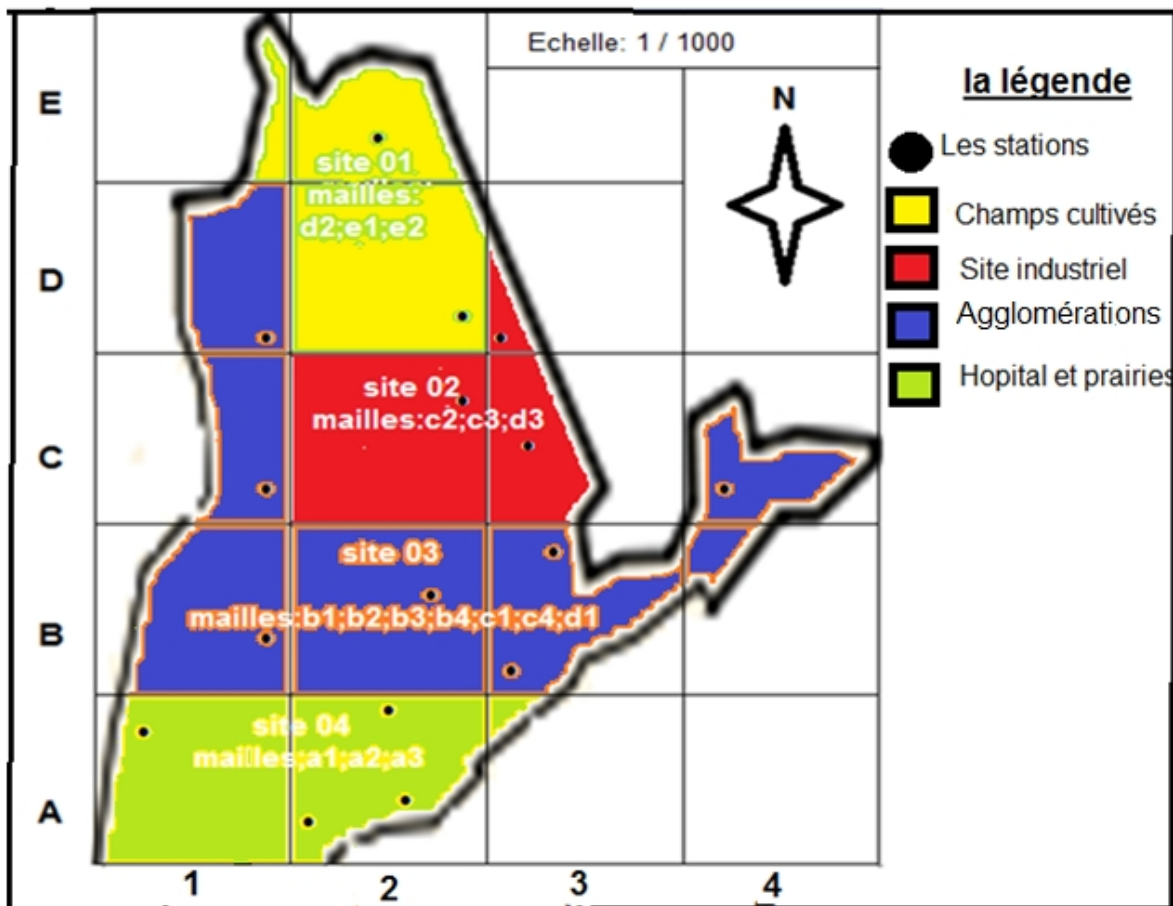 Echelle: 1 / 1000
la légende
N
Les stations
Champs cultivés
Site industriel
Agglomérations
Hopital et prairies
E
D
C
B
A
site 01
mailles:
d2;e1;e2
site 02
mailles:c2;c3;d3
site 03
mailles:b1;b2;b3;b4;c1;c4;d1
site 04
mailles;a1;a2;a3
1
2
3
4